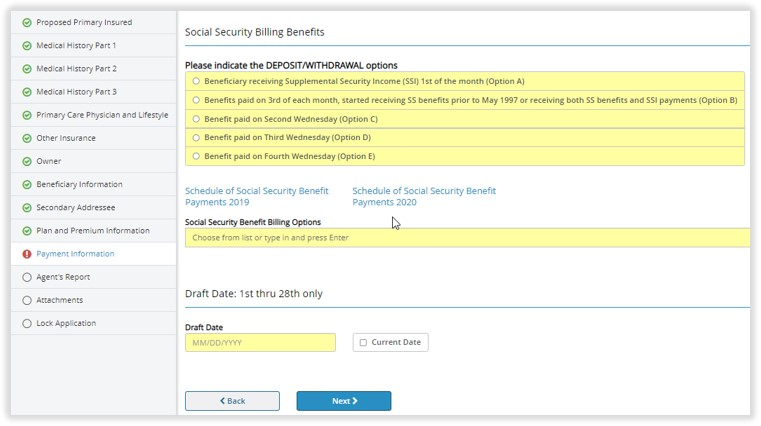 Proposed Primary Insured
Medical History Part 1
Medical History Part 2
Medical History Part 3
Primary Care Physician and Lifestyle
Other Insurance
Owner
Beneficiary Information
Secondary Addressee
Plan and Premium Information
Payment Information
Agent's Report
Attachments
Lock Application
Social Security Billing Benefits
Please indicate the DEPOSIT/WITHDRAWAL options
Beneficiary receiving Supplemental Security Income (SSI) 1st of the month (Option A)
Benefits paid on 3rd of each month, started receiving SS benefits prior to May 1997 or receiving both SS benefits and SSI payments (Option B)
Benefit paid on Second Wednesday (Option C)
Benefit paid on Third Wednesday (Option D)
Benefit paid on Fourth Wednesday (Option E)
Schedule of Social Security Benefit
Payments 2019
Schedule of Social Security Benefit
Payments 2020
Social Security Benefit Billing Options
Choose from list or type in and press Enter
Draft Date: 1st thru 28th only
Draft Date
MM/DD/YYYY
Current Date
Back
Next